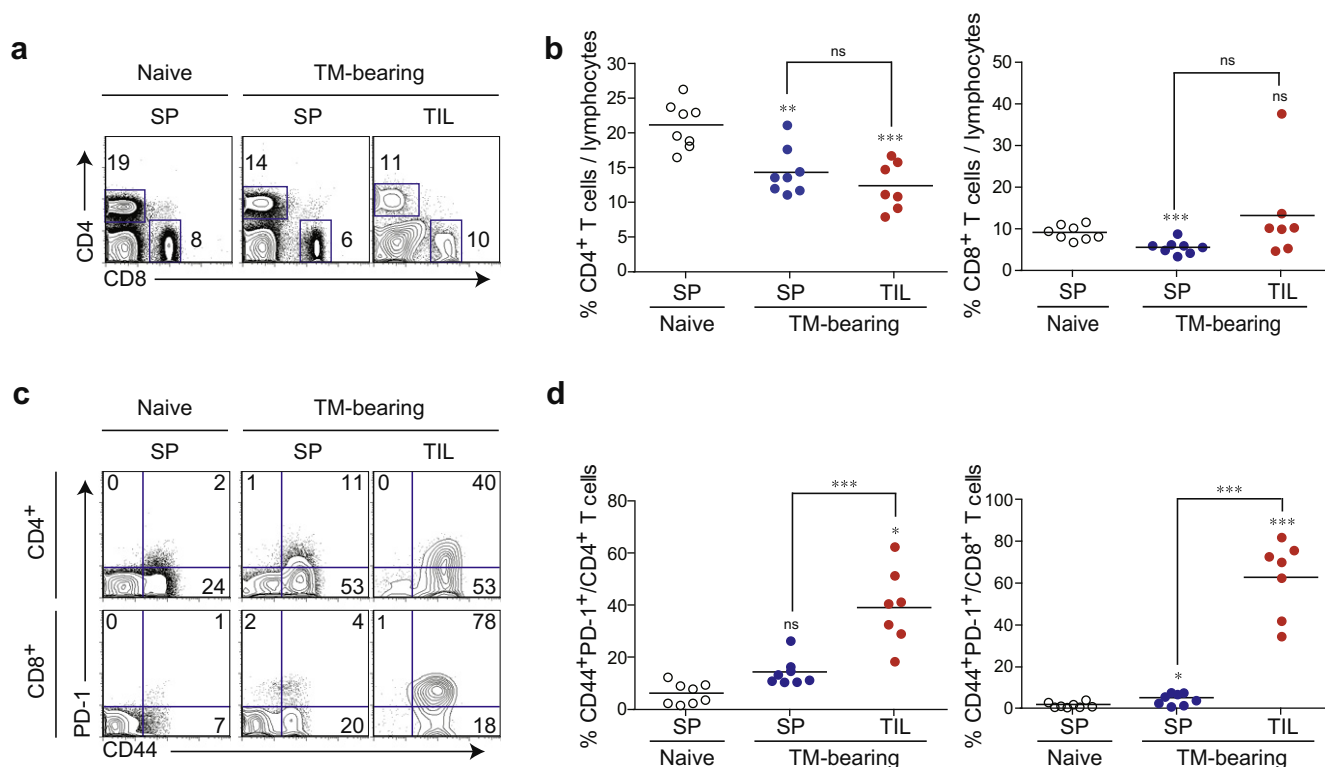 a
Naive TM-bearing
SP SP TIL
19 14 11
8 6 10
CD4
CD8
b
% CD4+ T cells / lymphocytes
30
25
20
15
10
5
0
ns
**
***
SP SP TIL
Naive TM-bearing
% CD8+ T cells / lymphocytes
50
40
30
20
10
0
ns
ns
***
SP SP TIL
Naive TM-bearing
c
Naive TM-bearing
SP SP TIL
CD4+
0 2 1 11 0 40
24 53 53
CD8+
0 1 2 4 1 78
7 20 18
PD-1
CD44
d
% CD44+PD-1+/CD4+ T cells
80
60
40
20
0
***
*
ns
SP SP TIL
Naive TM-bearing
% CD44+PD-1+/CD8+ T cells
100
80
60
40
20
0
***
***
*
SP SP TIL
Naive TM-bearing